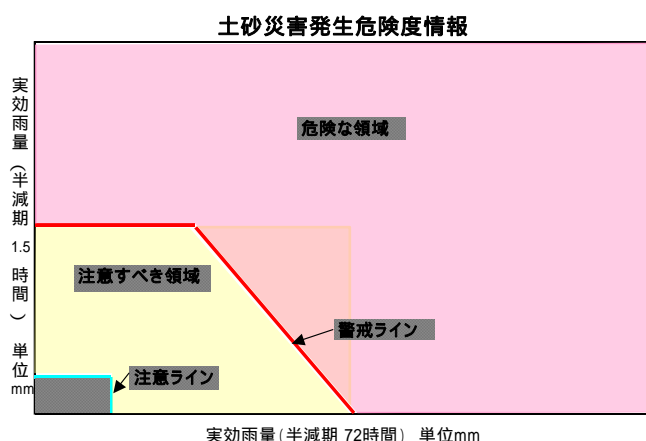 土砂災害発生危険度情報
実効雨量(半減期1.5時間) 単位mm
危険な領域
注意すべき領域
警戒ライン
注意ライン
実効雨量(半減期 72時間) 単位mm